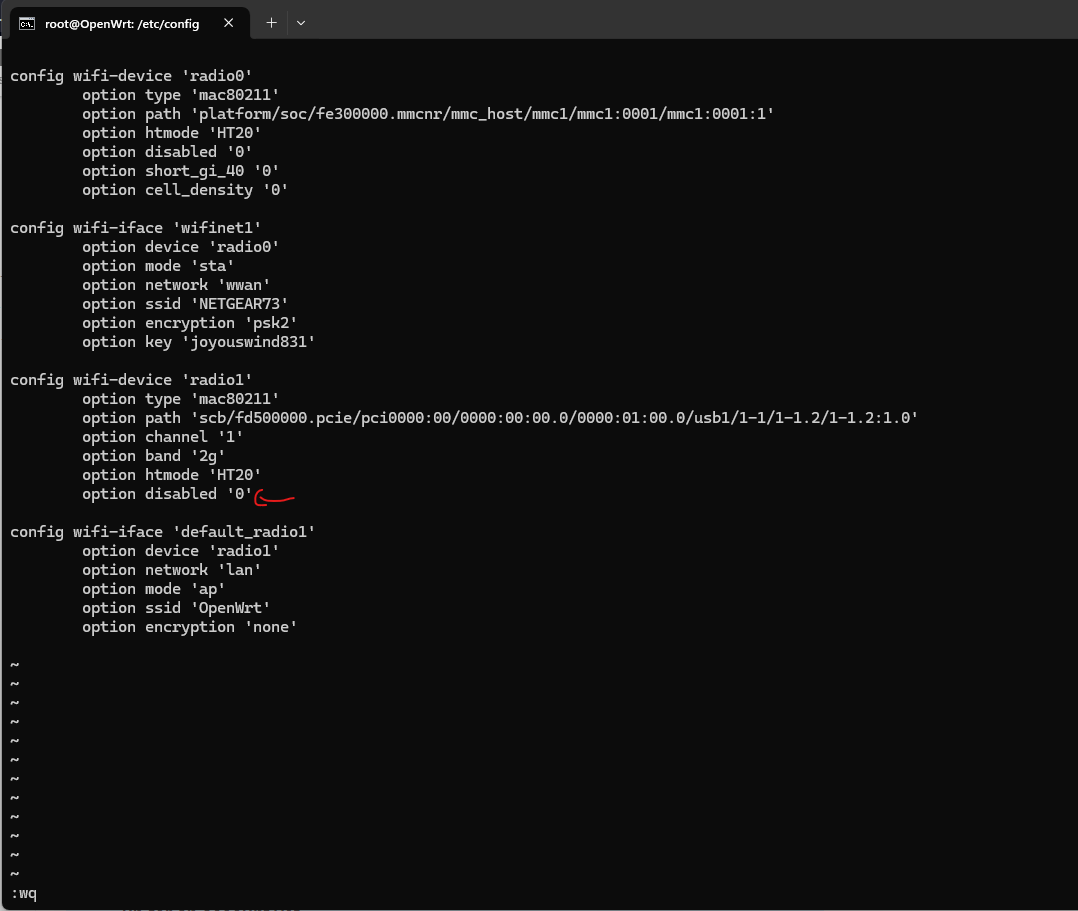 root@OpenWrt: /etc/config
config wifi-device 'radio0'
option type 'mac80211'
option path 'platform/soc/fe300000.mmcnr/mmc_host/mmc1/mmc1:0001/mmc1:0001:1'
option htmode 'HT20'
option disabled '0'
option short_gi_40 '0'
option cell_density '0'
config wifi-iface 'wifinet1'
option device 'radio0'
option mode 'sta'
option network 'wwan'
option ssid 'NETGEAR73'
option encryption 'psk2'
option key 'joyouswind831'
config wifi-device 'radio1'
option type 'mac80211'
option path 'scb/fd500000.pcie/pci0000:00/0000:00:00.0/0000:01:00.0/usb1/1-1/1-1.2/1-1.2:1.0'
option channel '1'
option band '2g'
option htmode 'HT20'
option disabled '0'
config wifi-iface 'default_radio1'
option device 'radio1'
option network 'lan'
option mode 'ap'
option ssid 'OpenWrt'
option encryption 'none'
~
~
~
~
~
~
~
~
~
~
~
~
:wq